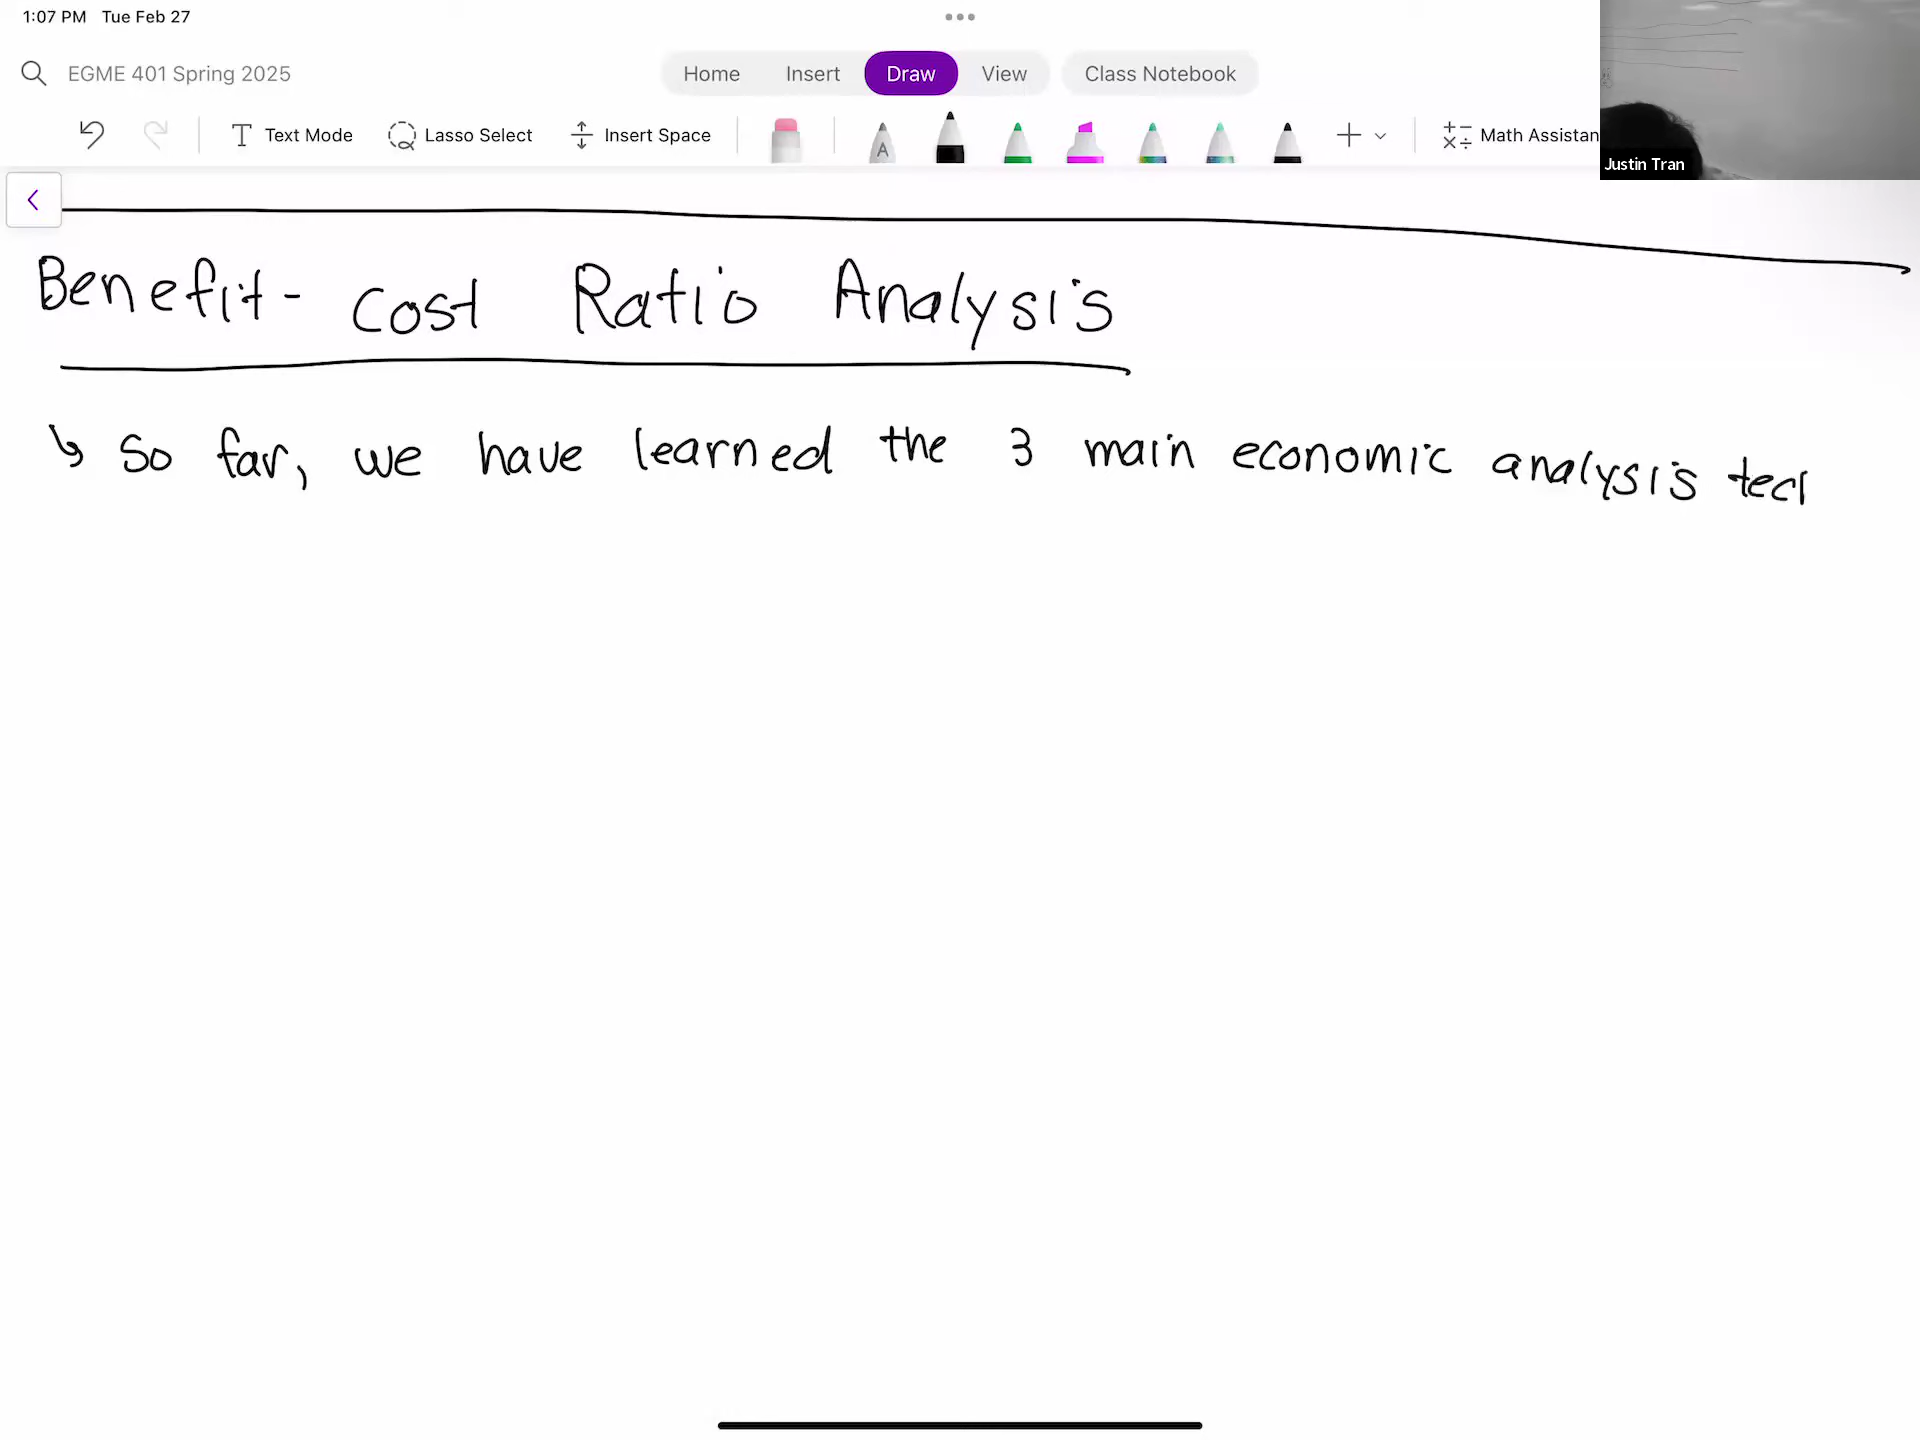 1:07 PM Tue Feb 27
EGME 401 Spring 2025
Home Insert Draw View Class Notebook
Text Mode Lasso Select Insert Space A Math Assistan
Justin Tran
Benefit- Cost Ratio Analysis
↳ So far, we have learned the 3 main economic analysis tecl